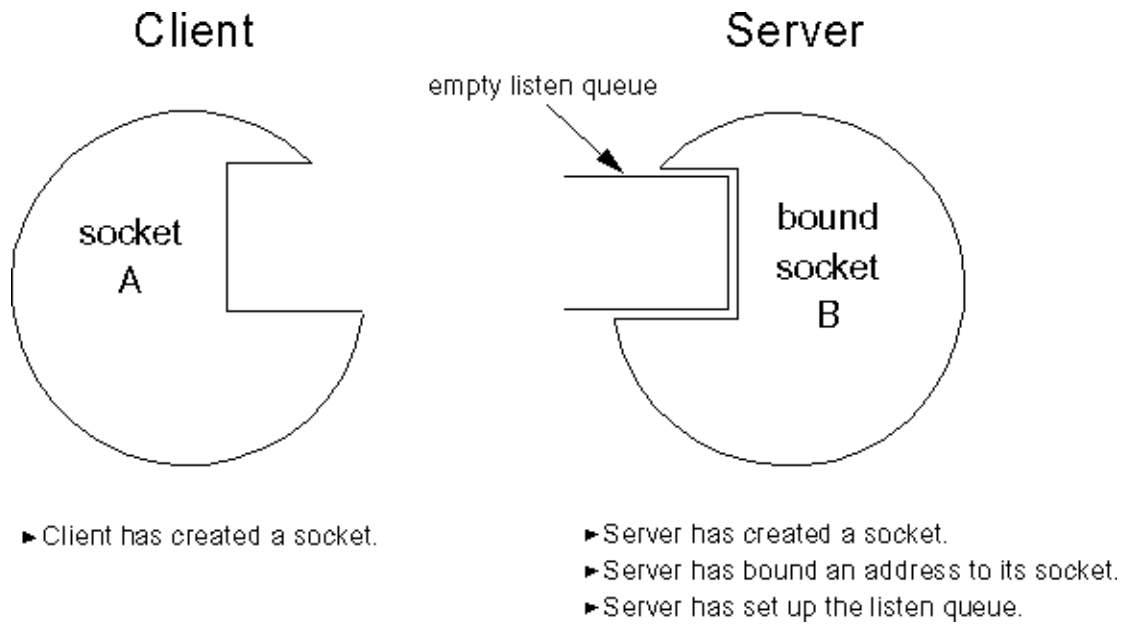 Client
Server
empty listen queue
socket
A
bound
socket
B
►Client has created a socket.
►Server has created a socket.
►Server has bound an address to its socket.
►Server has set up the listen queue.